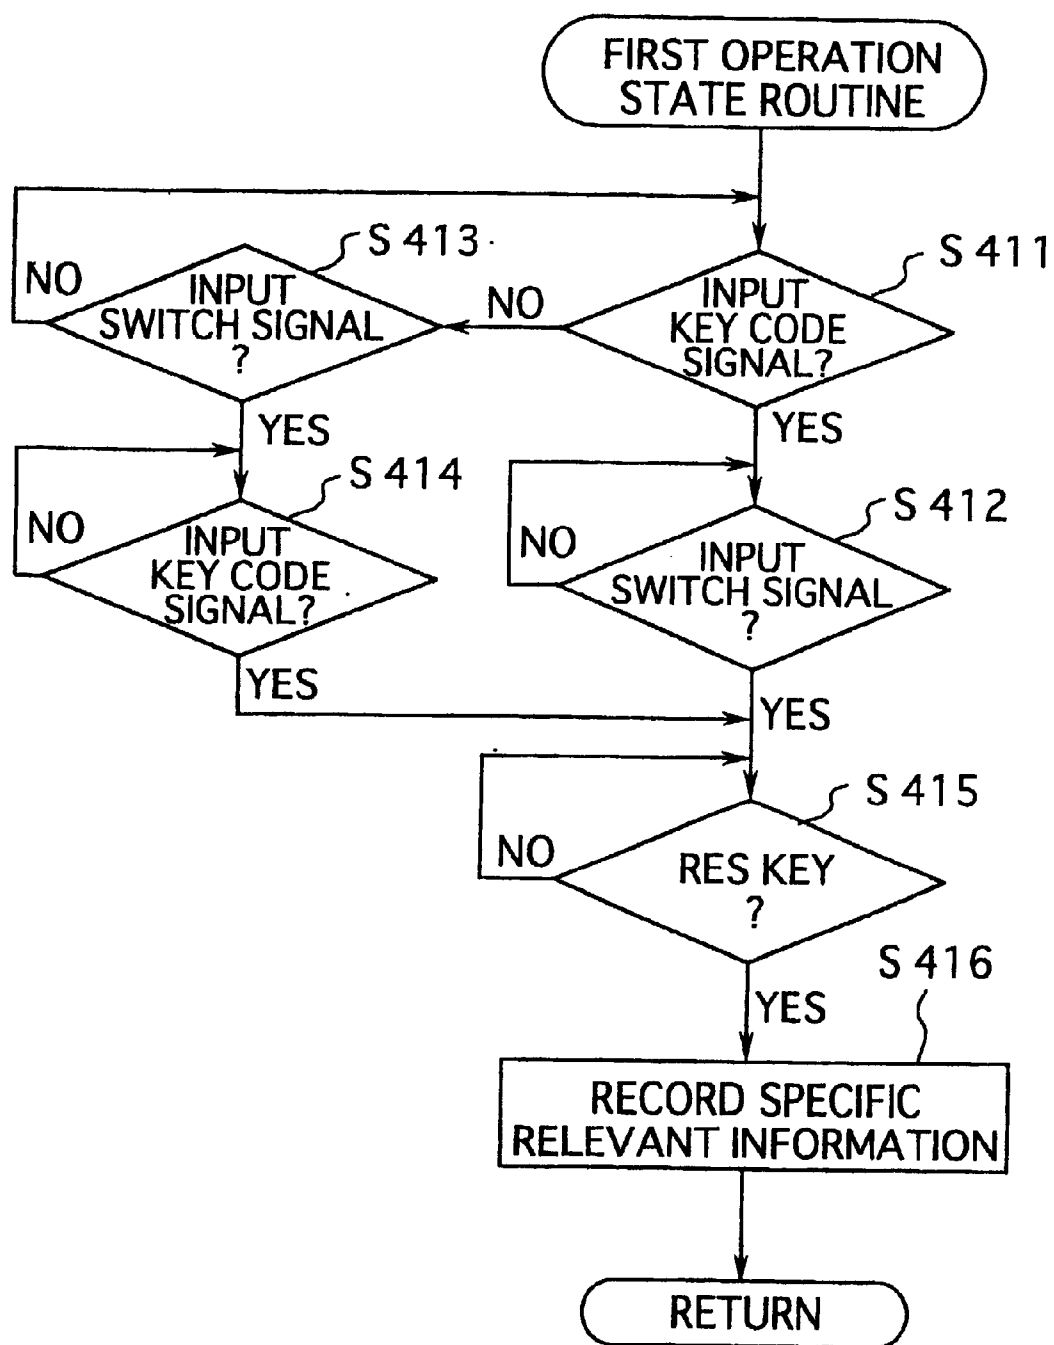 FIRST OPERATION
STATE ROUTINE
S 413
S 411
NO
INPUT
SWITCH SIGNAL
?
NO
INPUT
KEY CODE
SIGNAL?
YES
YES
S 414
S 412
NO
INPUT
KEY CODE
SIGNAL?
NO
INPUT
SWITCH SIGNAL
?
YES
YES
S 415
NO
RES KEY
?
S 416
YES
RECORD SPECIFIC
RELEVANT INFORMATION
RETURN